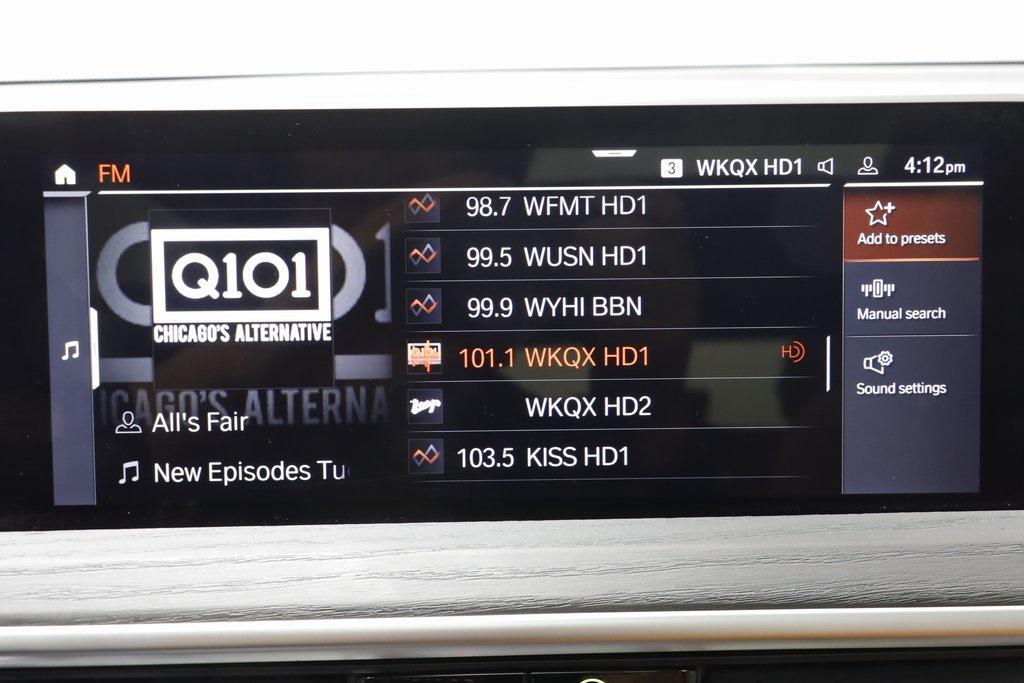 FM
3 WKQX HD1
4:12pm
Q101
CHICAGO'S ALTERNATIVE
All's Fair
New Episodes Tu
98.7 WFMT HD1
99.5 WUSN HD1
99.9 WYHI BBN
101.1 WKQX HD1 HD
WKQX HD2
103.5 KISS HD1
Add to presets
Manual search
Sound settings